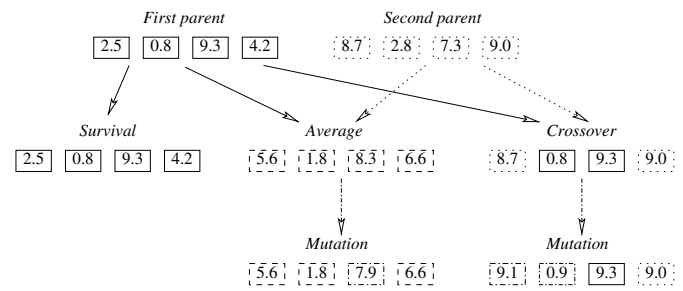 First parent Second parent
2.5 0.8 9.3 4.2 8.7 2.8 7.3 9.0
Survival Average Crossover
2.5 0.8 9.3 4.2 5.6 1.8 8.3 6.6 8.7 0.8 9.3 9.0
Mutation Mutation
5.6 1.8 7.9 6.6 9.1 0.9 9.3 9.0